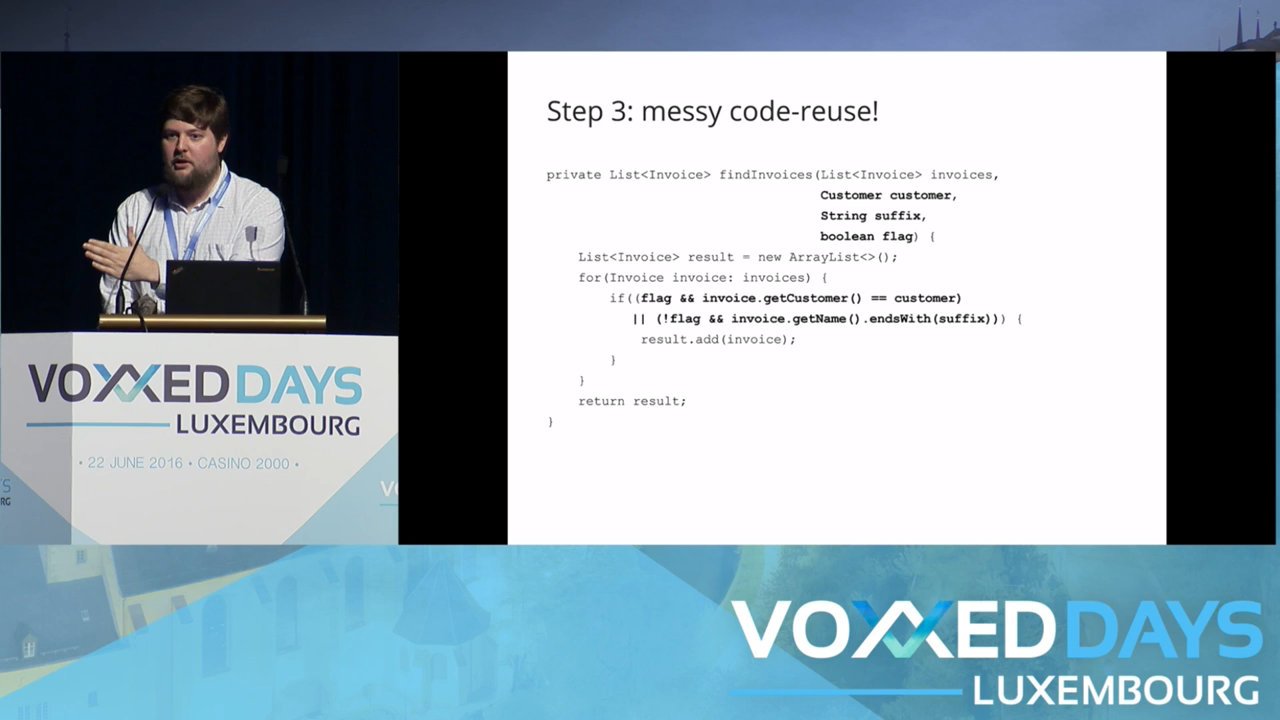 Step 3: messy code-reuse!
private List<Invoice> findInvoices(List<Invoice> invoices,
Customer customer,
String suffix,
boolean flag) {
List<Invoice> result = new ArrayList<>();
for(Invoice invoice: invoices) {
if((flag && invoice.getCustomer() == customer)
|| (!flag && invoice.getName().endsWith(suffix))) {
result.add(invoice);
}
}
return result;
}
VOXXED DAYS
LUXEMBOURG
• 22 JUNE 2016 • CASINO 2000 •
VOXXED DAYS
LUXEMBOURG